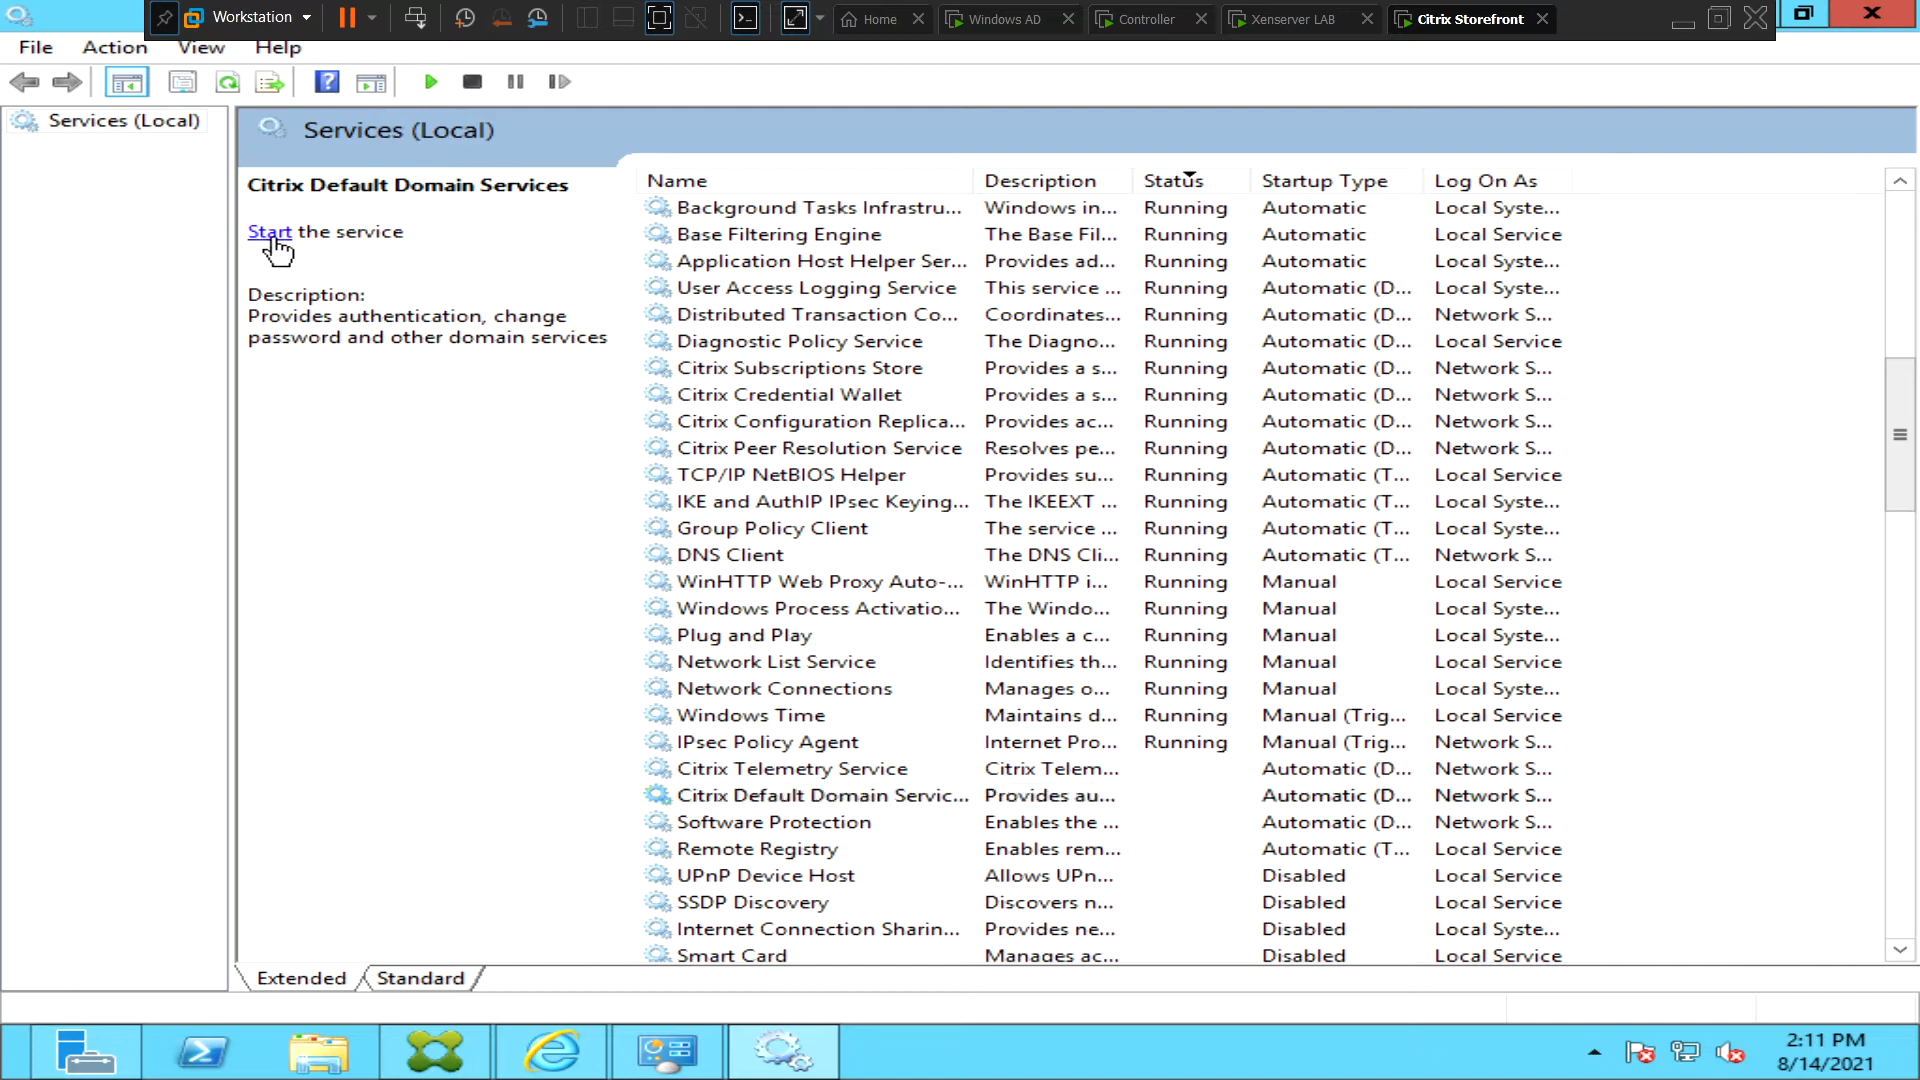 Workstation
Home
Windows AD
Controller
Xenserver LAB
Citrix Storefront
File Action View Help
Services (Local)
Services (Local)
Citrix Default Domain Services
Start the service
Description:
Provides authentication, change
password and other domain services
Name Description Status Startup Type Log On As
Background Tasks Infrastru... Windows in... Running Automatic Local Syste...
Base Filtering Engine The Base Fil... Running Automatic Local Service
Application Host Helper Ser... Provides ad... Running Automatic Local Syste...
User Access Logging Service This service ... Running Automatic (D... Local Syste...
Distributed Transaction Co... Coordinates... Running Automatic (D... Network S...
Diagnostic Policy Service The Diagno... Running Automatic (D... Local Service
Citrix Subscriptions Store Provides a s... Running Automatic (D... Network S...
Citrix Credential Wallet Provides a s... Running Automatic (D... Network S...
Citrix Configuration Replica... Provides ac... Running Automatic (D... Network S...
Citrix Peer Resolution Service Resolves pe... Running Automatic (D... Network S...
TCP/IP NetBIOS Helper Provides su... Running Automatic (T... Local Service
IKE and AuthIP IPsec Keying... The IKEEXT ... Running Automatic (T... Local Syste...
Group Policy Client The service ... Running Automatic (T... Local Syste...
DNS Client The DNS Cli... Running Automatic (T... Network S...
WinHTTP Web Proxy Auto-... WinHTTP i... Running Manual Local Service
Windows Process Activatio... The Windo... Running Manual Local Syste...
Plug and Play Enables a c... Running Manual Local Syste...
Network List Service Identifies th... Running Manual Local Service
Network Connections Manages o... Running Manual Local Syste...
Windows Time Maintains d... Running Manual (Trig... Local Service
IPsec Policy Agent Internet Pro... Running Manual (Trig... Network S...
Citrix Telemetry Service Citrix Telem... Automatic (D... Network S...
Citrix Default Domain Servic... Provides au... Automatic (D... Network S...
Software Protection Enables the ... Automatic (D... Network S...
Remote Registry Enables rem... Automatic (T... Local Service
UPnP Device Host Allows UPn... Disabled Local Service
SSDP Discovery Discovers n... Disabled Local Service
Internet Connection Sharin... Provides ne... Disabled Local Syste...
Smart Card Manages ac... Disabled Local Service
Extended Standard
2:11 PM
8/14/2021